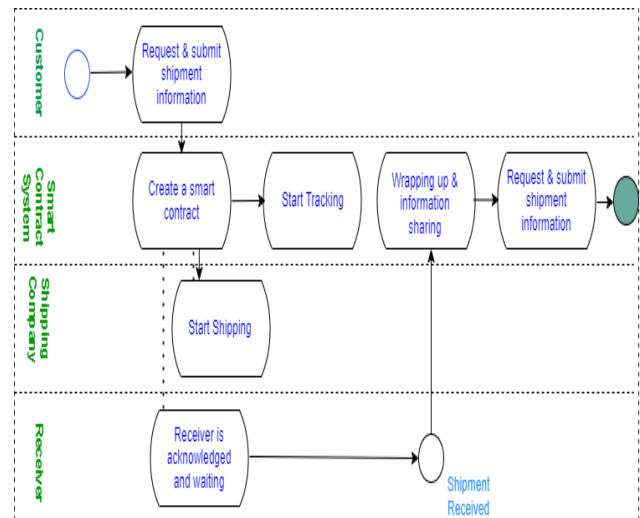 Customer
Request & submit
shipment
information
Smart
Contract
System
Create a smart
contract
Start Tracking
Wrapping up &
information
sharing
Request & submit
shipment
information
Shipping
Company
Start Shipping
Receiver
Receiver is
acknowledged
and waiting
Shipment
Received